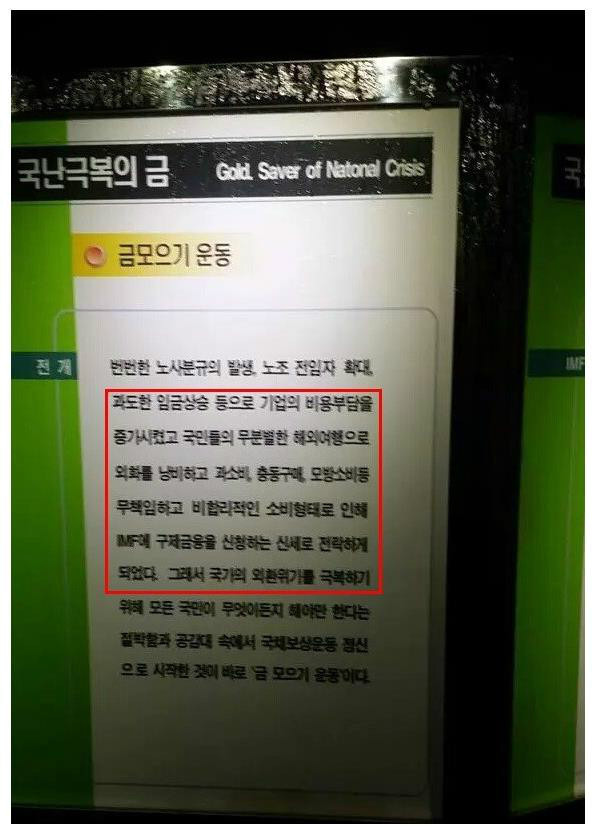 국난극복의 금
Gold. Saver of Natonal Crisis
금모으기 운동
전 개
번번한 노사분규의 발생, 노조 전임자 확대,
과도한 임금상승 등으로 기업의 비용부담을
증가시켰고 국민들의 무분별한 해외여행으로
외화를 낭비하고 과소비, 충동구매, 모방소비등
무책임하고 비합리적인 소비형태로 인해
IMF에 구제금융을 신청하는 신세로 전락하게
되었다. 그래서 국가의 외환위기를 극복하기
위해 모든 국민이 무엇이든지 해야만 한다는
절박함과 공감대 속에서 국채보상운동 정신
으로 시작한 것이 바로 '금 모으기 운동'이다.
국
IMF